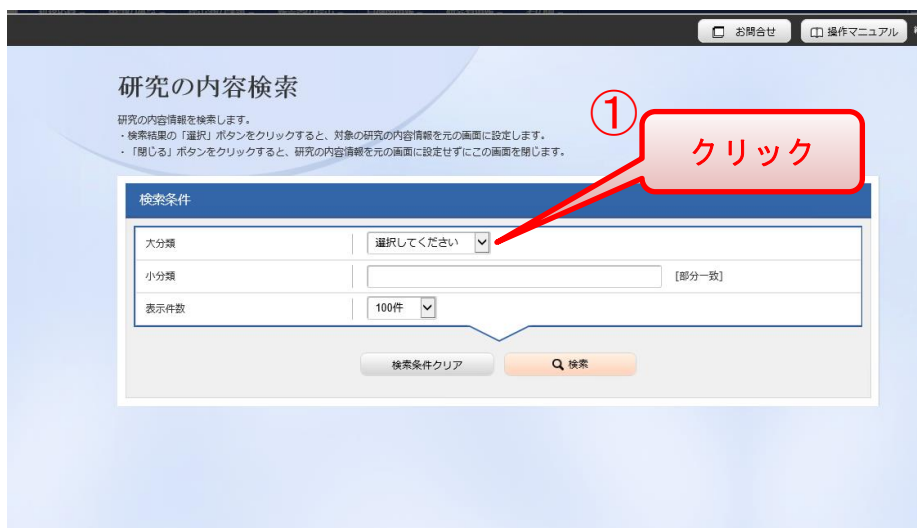 お問合せ
操作マニュアル
研究の内容検索
研究の内容情報を検索します。
・検索結果の「選択」ボタンをクリックすると、対象の研究の内容情報を元の画面に設定します。
・「閉じる」ボタンをクリックすると、研究の内容情報を元の画面に設定せずにこの画面を閉じます。
①
クリック
検索条件
大分類 選択してください
小分類 [部分一致]
表示件数 100件
検索条件クリア 検索